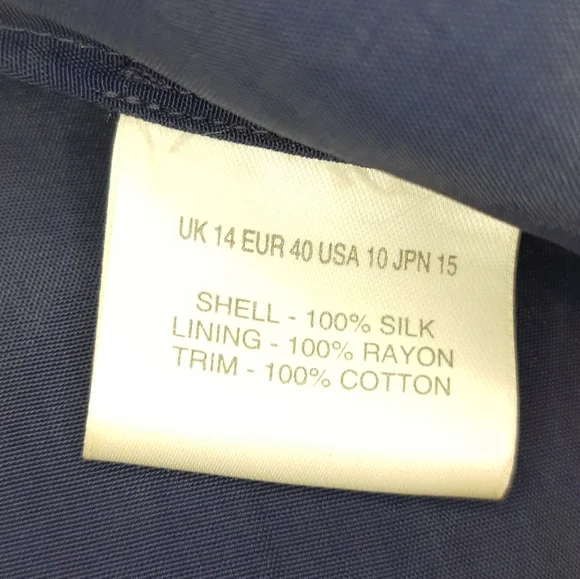 UK 14 EUR 40 USA 10 JPN 15
SHELL - 100% SILK
LINING - 100% RAYON
TRIM - 100% COTTON